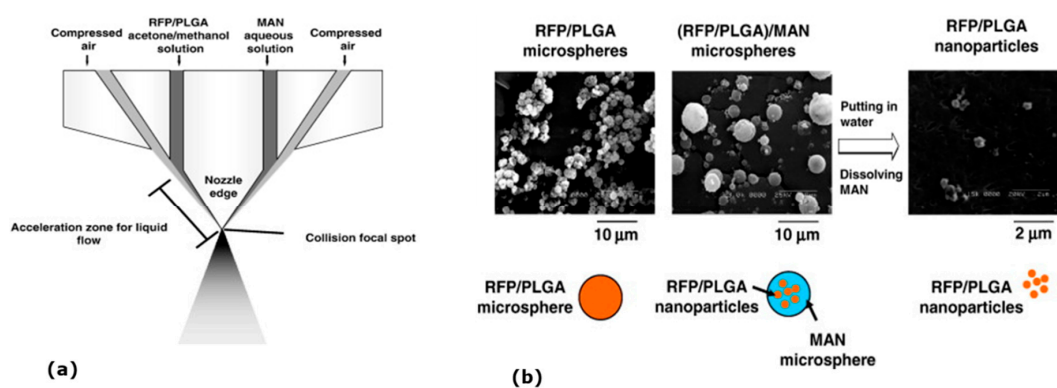 Compressed
air
RFP/PLGA
acetone/methanol
solution
MAN
aqueous
solution
Compressed
air
Nozzle
edge
Acceleration zone for liquid
flow
Collision focal spot
(a)
RFP/PLGA
microspheres
(RFP/PLGA)/MAN
microspheres
RFP/PLGA
nanoparticles
Putting in
water
Dissolving
MAN
10 μm
10 μm
2 μm
RFP/PLGA
microsphere
RFP/PLGA
nanoparticles
MAN
microsphere
RFP/PLGA
nanoparticles
(b)